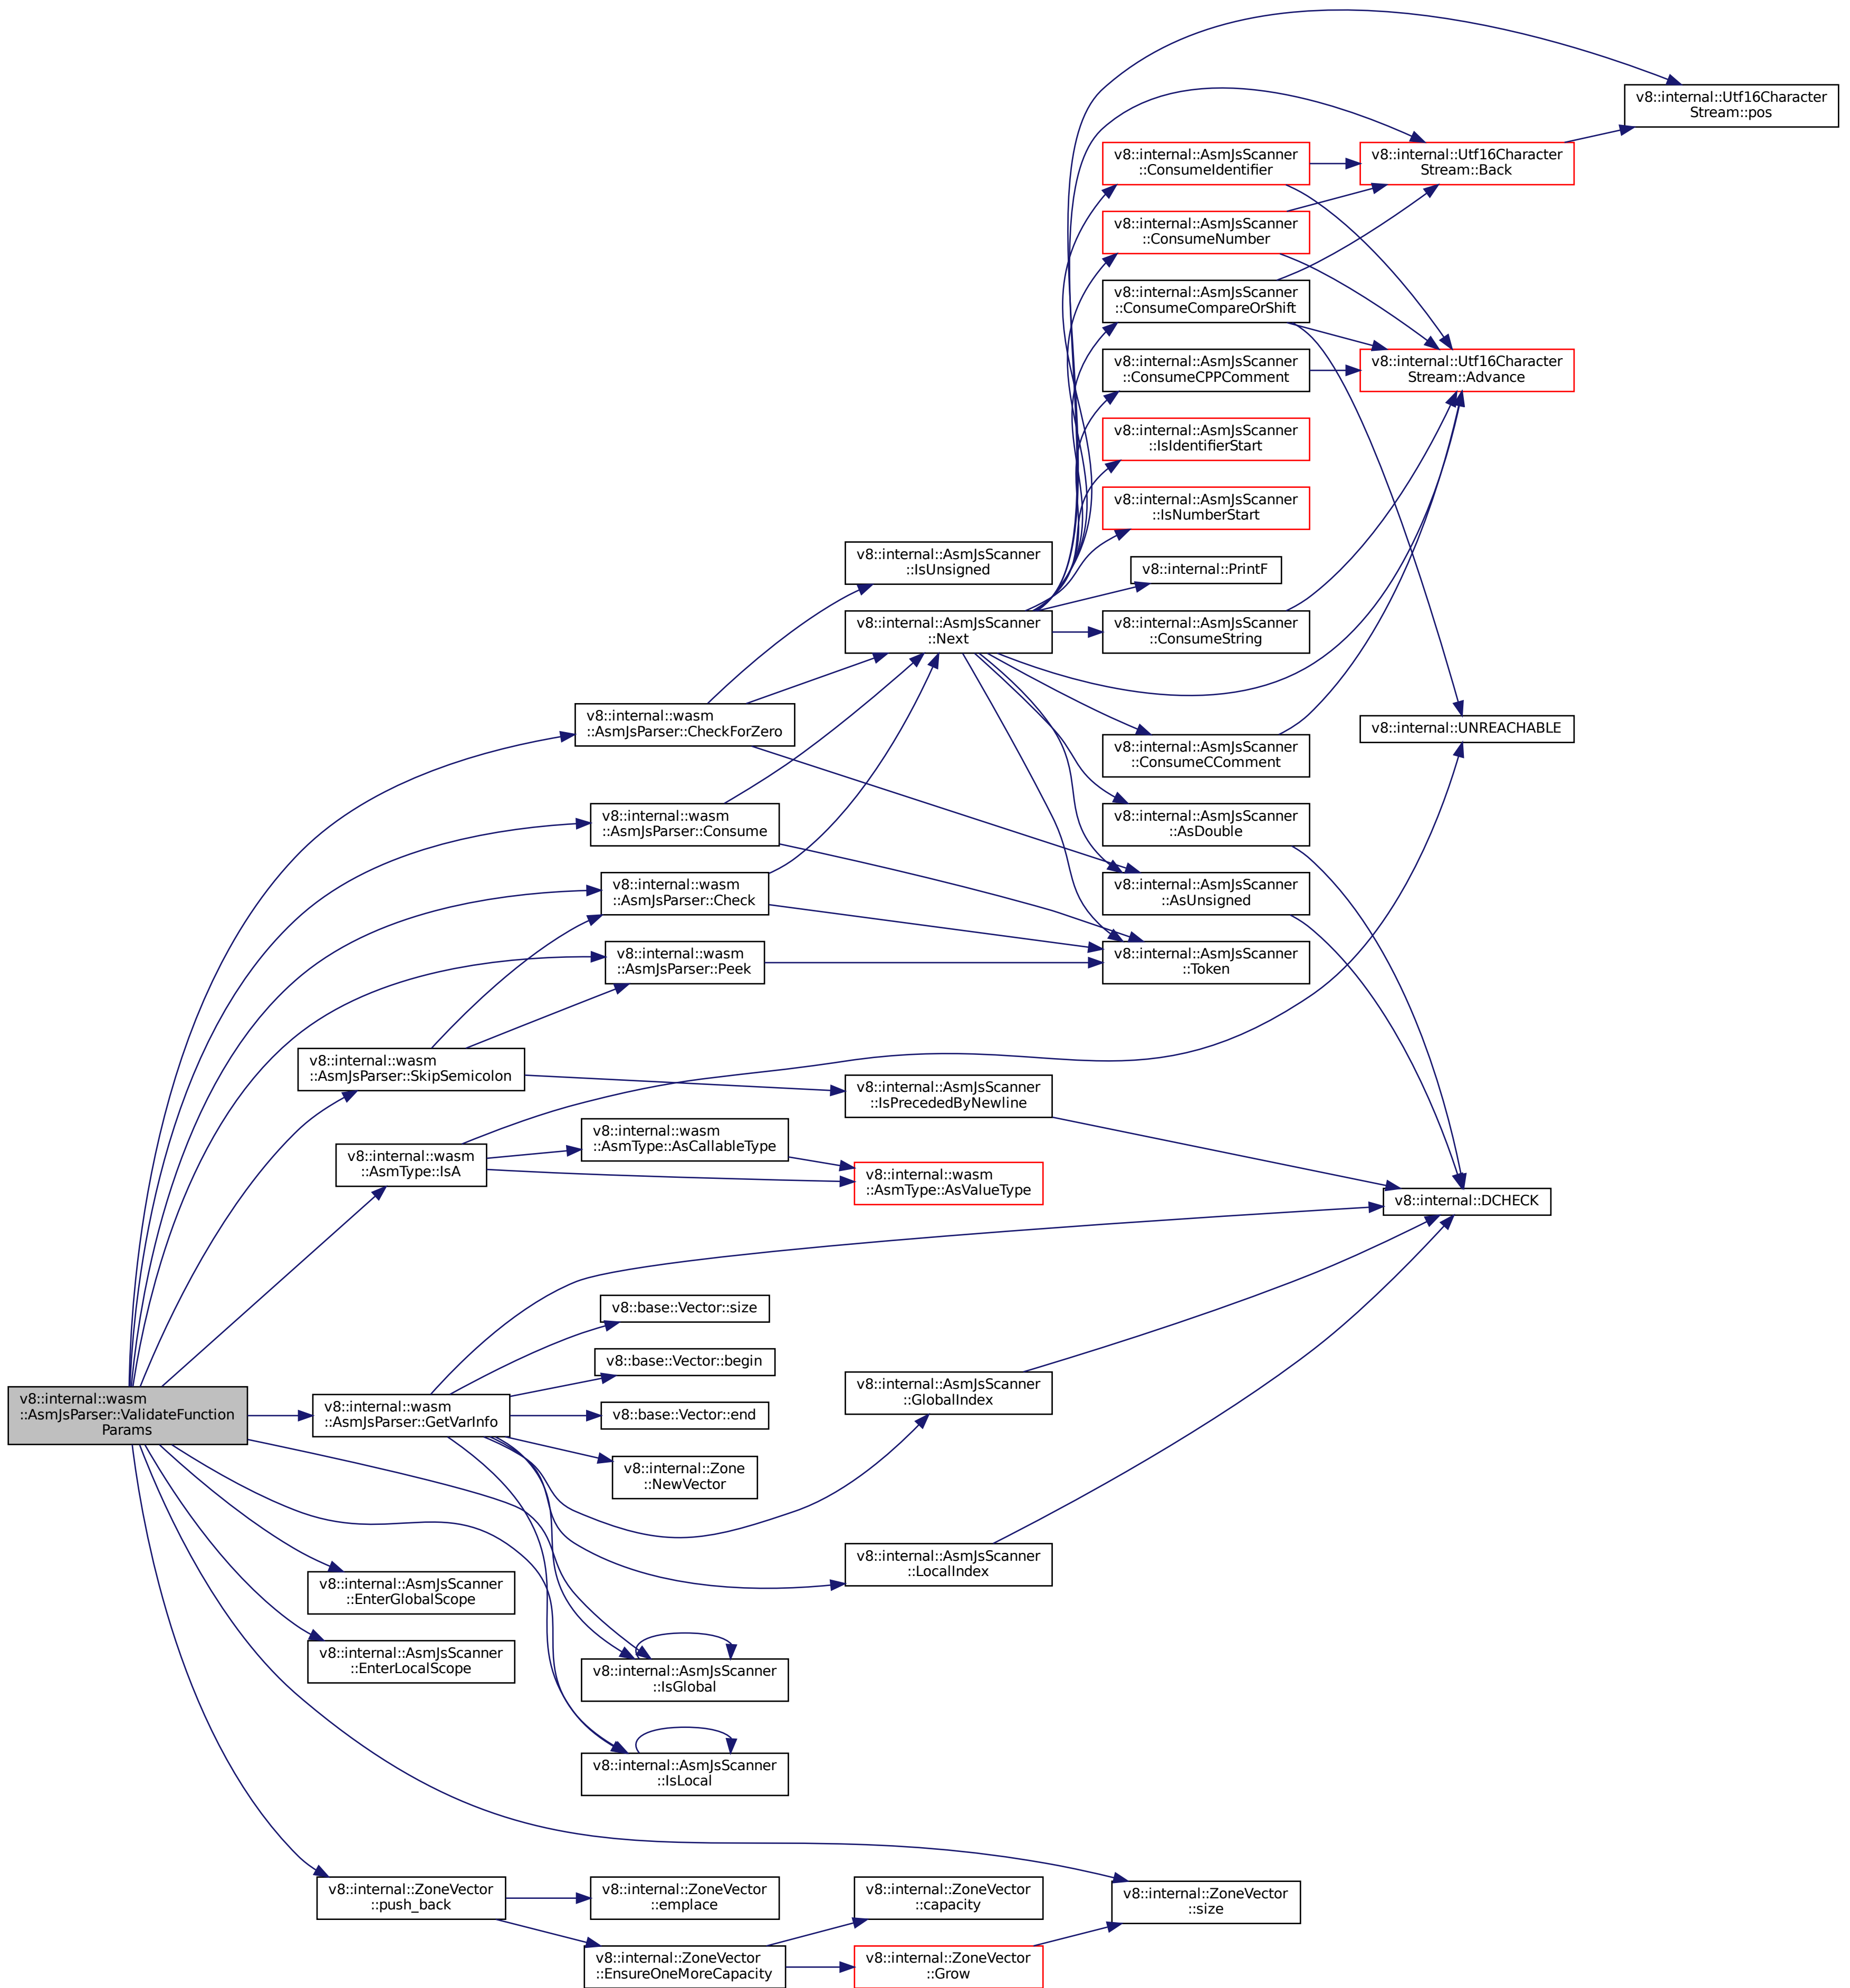 v8::internal::Utf16Character
Stream::pos
v8::internal::AsmJsScanner
::ConsumeIdentifier
v8::internal::Utf16Character
Stream::Back
v8::internal::AsmJsScanner
::ConsumeNumber
v8::internal::AsmJsScanner
::ConsumeCompareOrShift
v8::internal::AsmJsScanner
::ConsumeCPPComment
v8::internal::Utf16Character
Stream::Advance
v8::internal::AsmJsScanner
::IsIdentifierStart
v8::internal::AsmJsScanner
::IsNumberStart
v8::internal::AsmJsScanner
::IsUnsigned
v8::internal::PrintF
v8::internal::AsmJsScanner
::Next
v8::internal::AsmJsScanner
::ConsumeString
v8::internal::wasm
::AsmJsParser::CheckForZero
v8::internal::UNREACHABLE
v8::internal::AsmJsScanner
::ConsumeCComment
v8::internal::wasm
::AsmJsParser::Consume
v8::internal::AsmJsScanner
::AsDouble
v8::internal::wasm
::AsmJsParser::Check
v8::internal::AsmJsScanner
::AsUnsigned
v8::internal::wasm
::AsmJsParser::Peek
v8::internal::AsmJsScanner
::Token
v8::internal::wasm
::AsmJsParser::SkipSemicolon
v8::internal::AsmJsScanner
::IsPrecededByNewline
v8::internal::wasm
::AsmType::IsA
v8::internal::wasm
::AsmType::AsCallableType
v8::internal::wasm
::AsmType::AsValueType
v8::internal::DCHECK
v8::base::Vector::size
v8::base::Vector::begin
v8::internal::wasm
::AsmJsParser::ValidateFunction
Params
v8::internal::wasm
::AsmJsParser::GetVarInfo
v8::base::Vector::end
v8::internal::AsmJsScanner
::GlobalIndex
v8::internal::Zone
::NewVector
v8::internal::AsmJsScanner
::LocalIndex
v8::internal::AsmJsScanner
::EnterGlobalScope
v8::internal::AsmJsScanner
::EnterLocalScope
v8::internal::AsmJsScanner
::IsGlobal
v8::internal::AsmJsScanner
::IsLocal
v8::internal::ZoneVector
::push_back
v8::internal::ZoneVector
::emplace
v8::internal::ZoneVector
::capacity
v8::internal::ZoneVector
::size
v8::internal::ZoneVector
::EnsureOneMoreCapacity
v8::internal::ZoneVector
::Grow